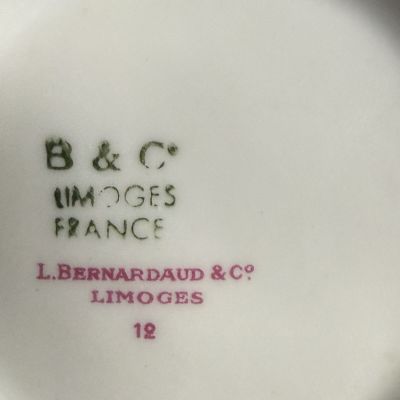 B & Cº
LIMOGES
FRANCE
L. BERNARDAUD & Cº
LIMOGES
12